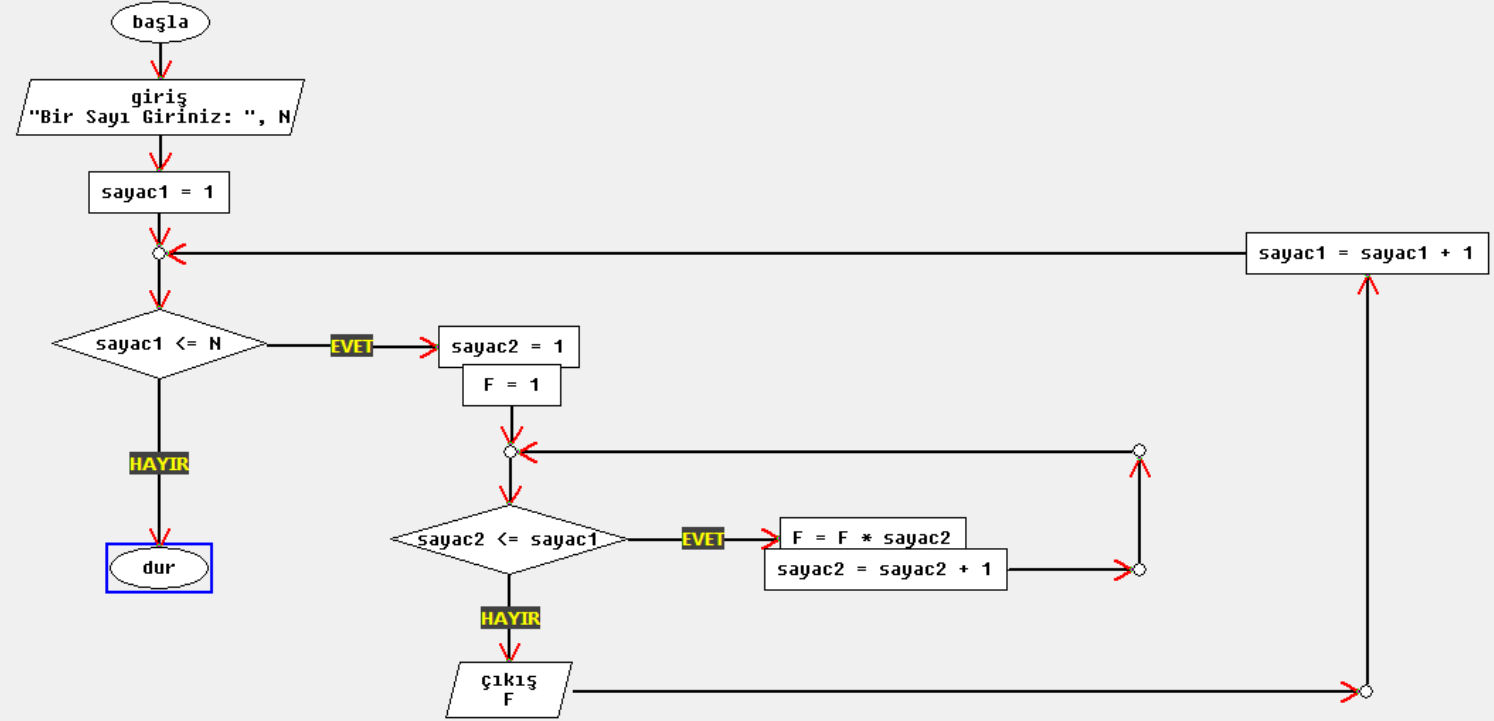 başla
giriş
"Bir Sayı Giriniz: ", N
sayac1 = 1
sayac1 = sayac1 + 1
sayac1 <= N
EVET
sayac2 = 1
F = 1
HAYIR
dur
sayac2 <= sayac1
EVET
F = F * sayac2
sayac2 = sayac2 + 1
HAYIR
çıkış
F